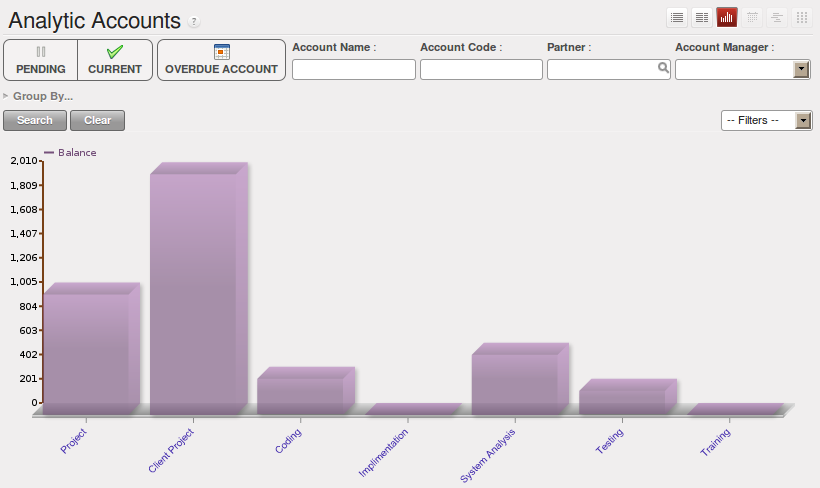 Analytic Accounts ?
PENDING CURRENT OVERDUE ACCOUNT
Account Name : Account Code : Partner : Account Manager :
Group By...
Search Clear -- Filters --
Balance
2,010
1,809
1,608
1,407
1,206
1,005
804
603
402
201
0
Project Client Project Coding Implimentation System Analysis Testing Training